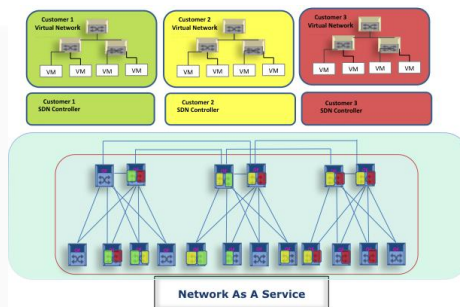 Customer 1
Virtual Network
VM
VM
VM
VM
Customer 2
Virtual Network
VM
VM
VM
VM
Customer 3
Virtual Network
VM
VM
VM
VM
Customer 1
SDN Controller
Customer 2
SDN Controller
Customer 3
SDN Controller
Network As A Service